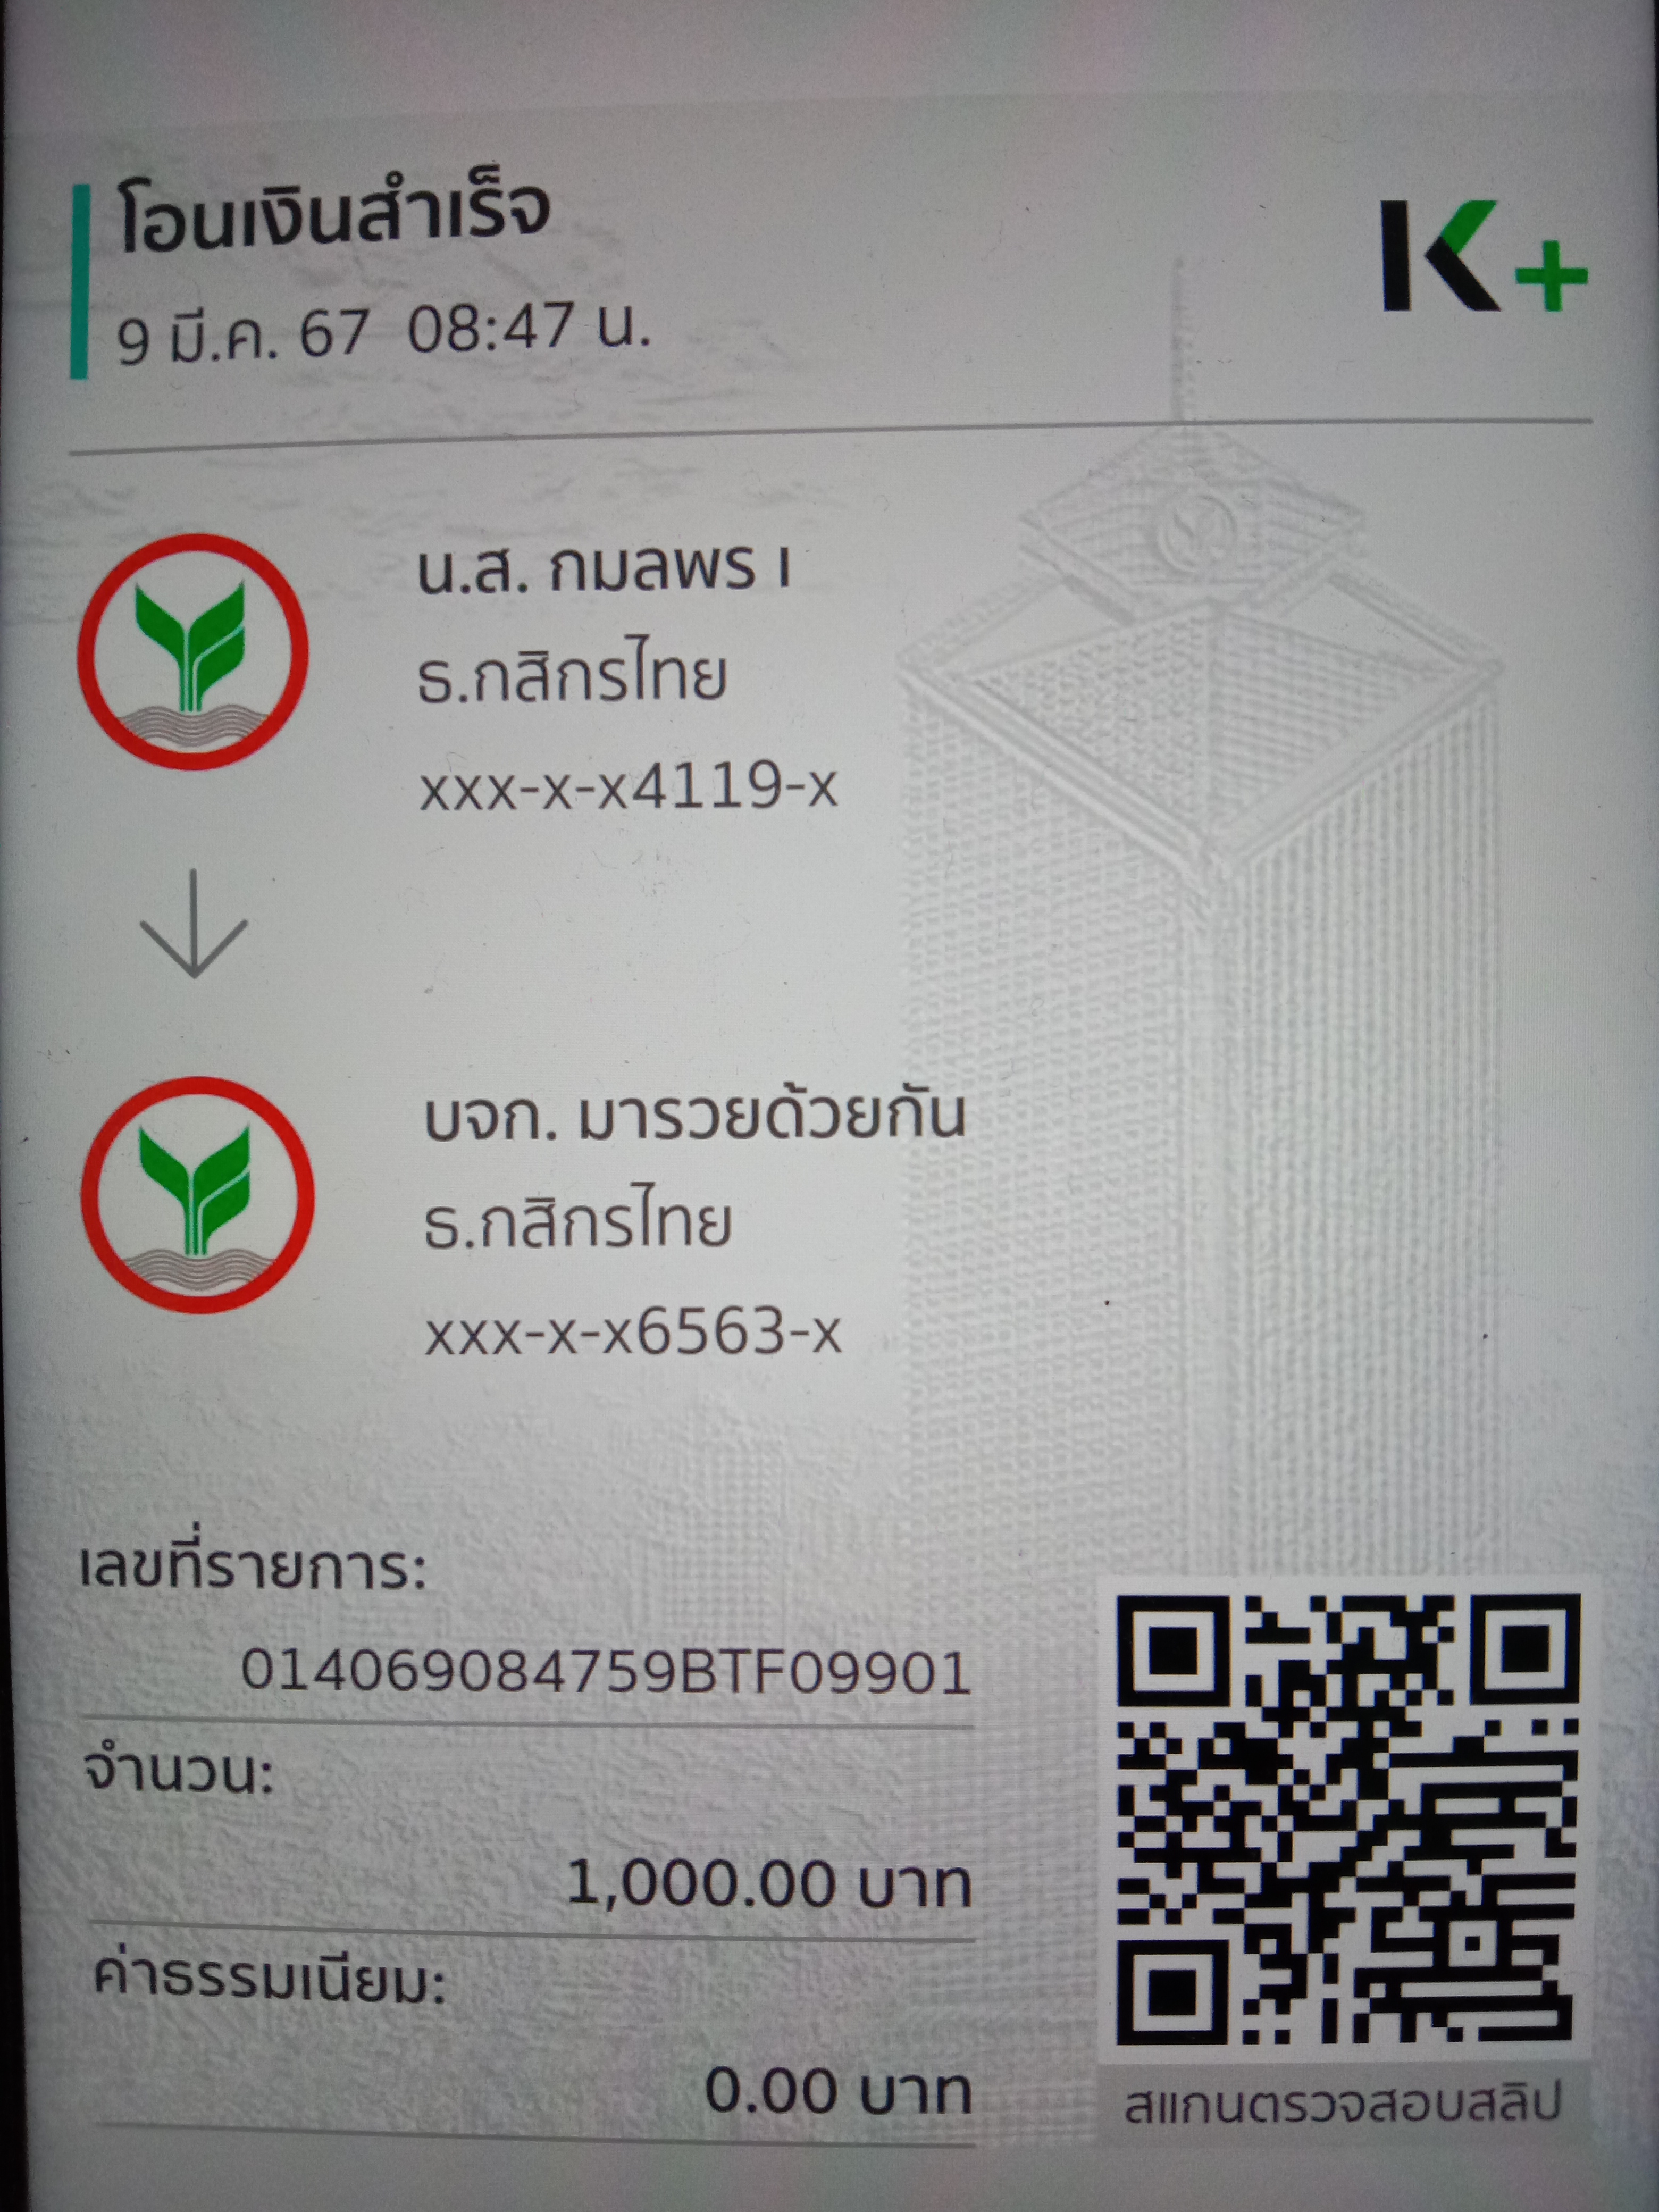 โอนเงินสำเร็จ
9 มี.ค. 67 08:47 น.
K+
น.ส. กมลพร เ
ธ.กสิกรไทย
xxx-x-x4119-x
บจก. มารวยด้วยกัน
ธ.กสิกรไทย
xxx-x-x6563-x
เลขที่รายการ:
014069084759BTF09901
จำนวน:
1,000.00 บาท
ค่าธรรมเนียม:
0.00 บาท
สแกนตรวจสอบสลิป